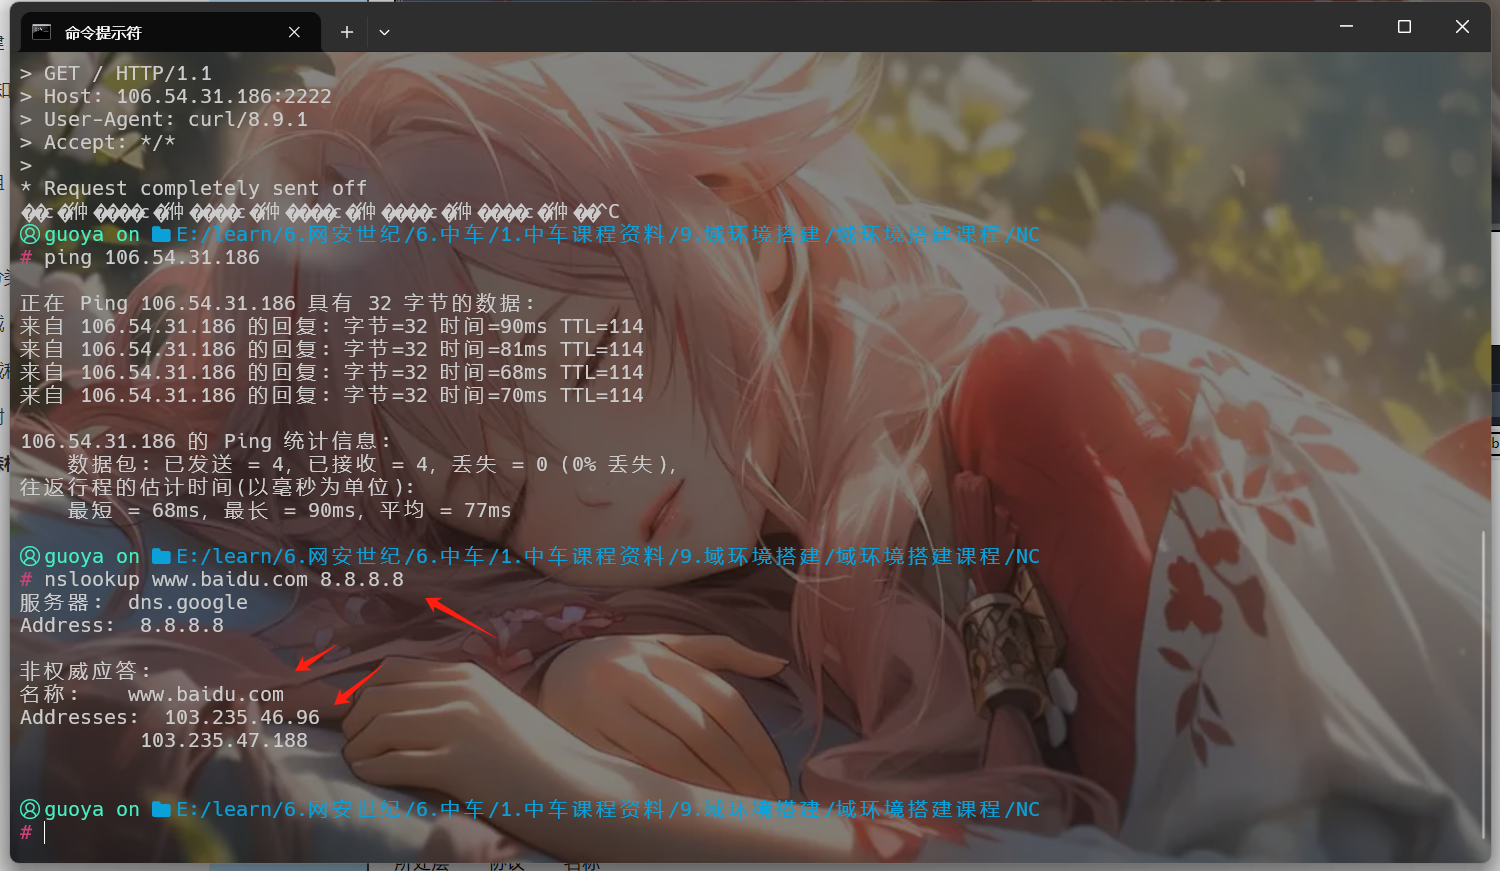 命令提示符
> GET / HTTP/1.1
> Host: 106.54.31.186:2222
> User-Agent: curl/8.9.1
> Accept: */*
>
* Request completely sent off
��c�㶚��c�㶚��c�㶚��^C
guoya on E:/learn/6.网安世纪/6.中车/1.中车课程资料/9.域环境搭建/域环境搭建课程/NC
# ping 106.54.31.186
正在 Ping 106.54.31.186 具有 32 字节的数据:
来自 106.54.31.186 的回复: 字节=32 时间=90ms TTL=114
来自 106.54.31.186 的回复: 字节=32 时间=81ms TTL=114
来自 106.54.31.186 的回复: 字节=32 时间=68ms TTL=114
来自 106.54.31.186 的回复: 字节=32 时间=70ms TTL=114
106.54.31.186 的 Ping 统计信息:
数据包: 已发送 = 4, 已接收 = 4, 丢失 = 0 (0% 丢失),
往返行程的估计时间(以毫秒为单位):
最短 = 68ms, 最长 = 90ms, 平均 = 77ms
guoya on E:/learn/6.网安世纪/6.中车/1.中车课程资料/9.域环境搭建/域环境搭建课程/NC
# nslookup www.baidu.com 8.8.8.8
服务器: dns.google
Address: 8.8.8.8
非权威应答:
名称: www.baidu.com
Addresses: 103.235.46.96
103.235.47.188
guoya on E:/learn/6.网安世纪/6.中车/1.中车课程资料/9.域环境搭建/域环境搭建课程/NC
#